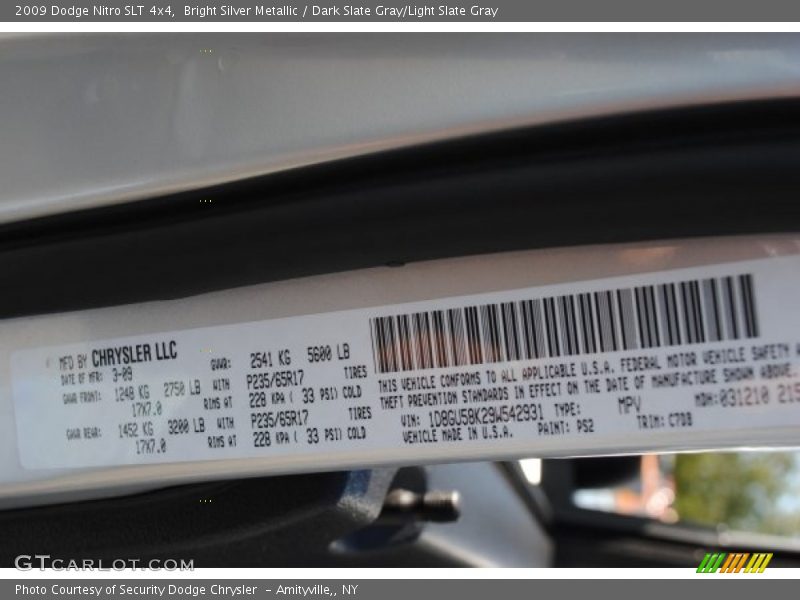 2009 Dodge Nitro SLT 4x4, Bright Silver Metallic / Dark Slate Gray/Light Slate Gray
MFD BY CHRYSLER LLC
DATE OF MFR: 3-09
GVWR: 2541 KG 5600 LB
GAWR FRONT: 1248 KG 2750 LB WITH P235/65R17 TIRES
17X7.0 RIMS AT 228 KPA ( 33 PSI) COLD
GAWR REAR: 1452 KG 3200 LB WITH P235/65R17 TIRES
17X7.0 RIMS AT 228 KPA ( 33 PSI) COLD
THIS VEHICLE CONFORMS TO ALL APPLICABLE U.S.A. FEDERAL MOTOR VEHICLE SAFETY
THEFT PREVENTION STANDARDS IN EFFECT ON THE DATE OF MANUFACTURE SHOWN ABOVE.
VIN: 1D8GU58K29W542931 TYPE: MPV MDH: 031210 215
VEHICLE MADE IN U.S.A. PAINT: PS2 TRIM: C7DB
GTCARLOT.COM
Photo Courtesy of Security Dodge Chrysler - Amityville,, NY